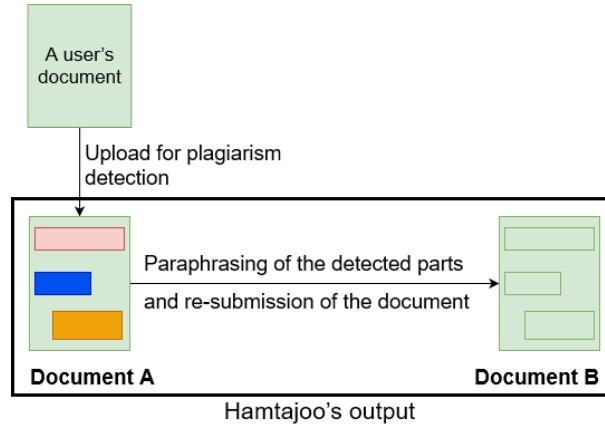 A user's
document
Upload for plagiarism
detection
Paraphrasing of the detected parts
and re-submission of the document
Document A
Document B
Hamtajoo's output